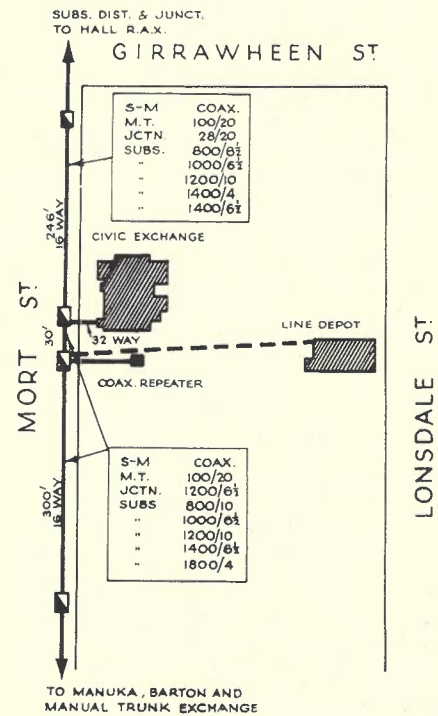 SUBS. DIST. & JUNCT.
TO HALL R.A.X.
GIRRAWHEEN ST.
S-M COAX.
M.T. 100/20
JCTN. 28/20
SUBS. 800/6½
" 1000/6½
" 1200/10
" 1400/4
" 1400/6½
246'
16 WAY
CIVIC EXCHANGE
32 WAY
30'
LINE DEPOT
COAX. REPEATER
MORT ST.
LONSDALE ST
300'
16 WAY
S-M COAX.
M.T. 100/20
JCTN. 1200/6½
SUBS 800/10
" 1000/6½
" 1200/10
" 1400/6½
" 1800/4
TO MANUKA, BARTON AND
MANUAL TRUNK EXCHANGE